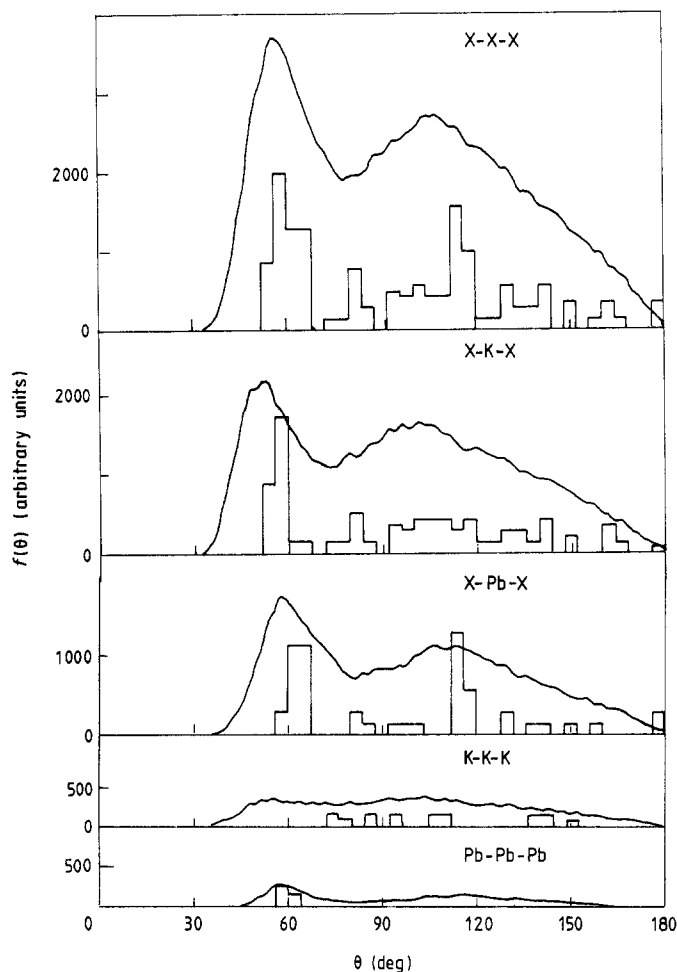 X-X-X
2000
0
X-K-X
2000
0
f(θ) (arbitrary units)
X-Pb-X
1000
0
K-K-K
500
0
Pb-Pb-Pb
500
0 30 60 90 120 150 180
θ (deg)